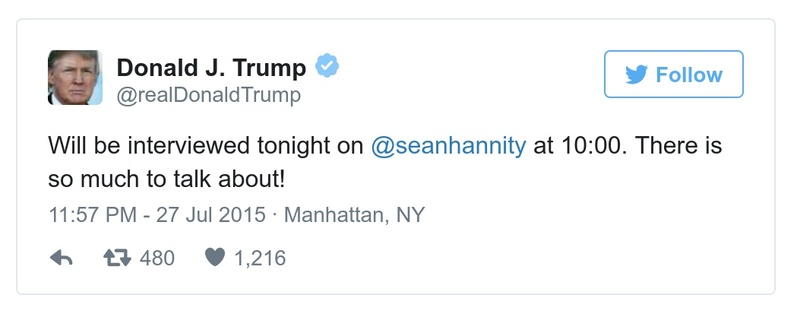 Donald J. Trump
@realDonaldTrump
Follow
Will be interviewed tonight on @seanhannity at 10:00. There is
so much to talk about!
11:57 PM - 27 Jul 2015 · Manhattan, NY
480 1,216